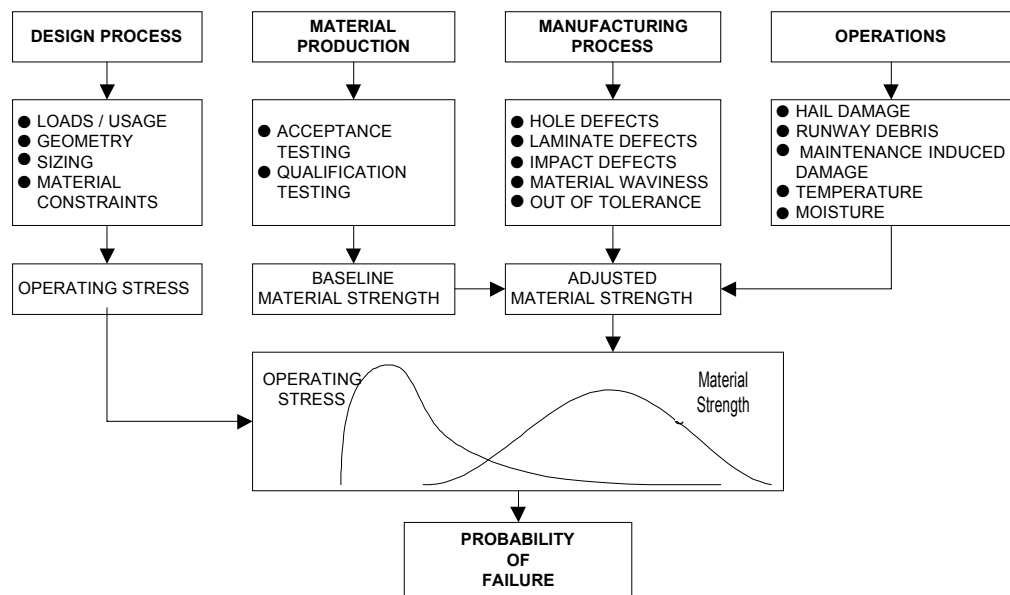 DESIGN PROCESS
MATERIAL
PRODUCTION
MANUFACTURING
PROCESS
OPERATIONS
● LOADS / USAGE
● GEOMETRY
● SIZING
● MATERIAL
CONSTRAINTS
● ACCEPTANCE
TESTING
● QUALIFICATION
TESTING
● HOLE DEFECTS
● LAMINATE DEFECTS
● IMPACT DEFECTS
● MATERIAL WAVINESS
● OUT OF TOLERANCE
● HAIL DAMAGE
● RUNWAY DEBRIS
● MAINTENANCE INDUCED
DAMAGE
● TEMPERATURE
● MOISTURE
OPERATING STRESS
BASELINE
MATERIAL STRENGTH
ADJUSTED
MATERIAL STRENGTH
OPERATING
STRESS
Material
Strength
PROBABILITY
OF
FAILURE